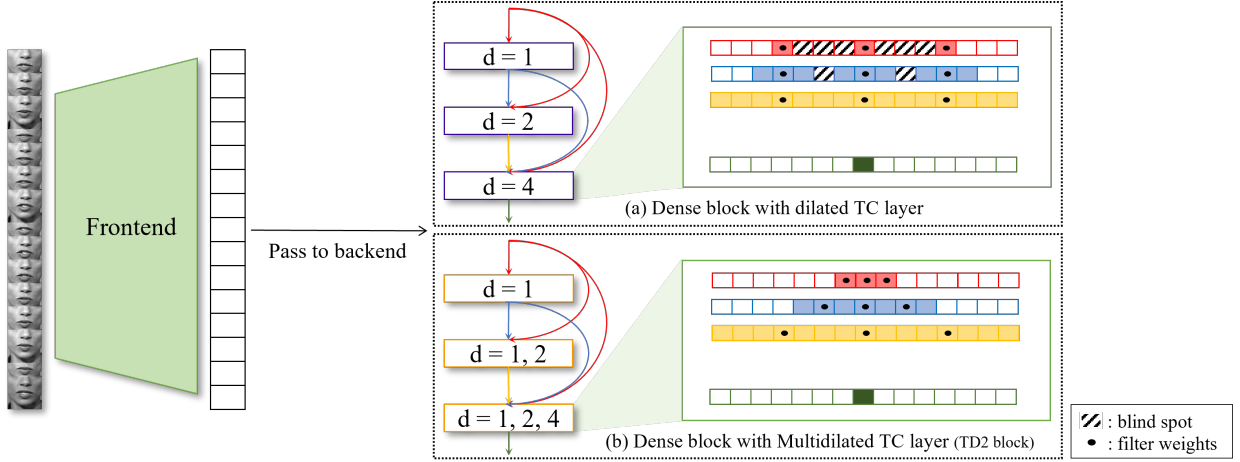 Frontend
Pass to backend
d = 1
d = 2
d = 4
(a) Dense block with dilated TC layer
d = 1
d = 1, 2
d = 1, 2, 4
(b) Dense block with Multidilated TC layer (TD2 block)
: blind spot
: filter weights